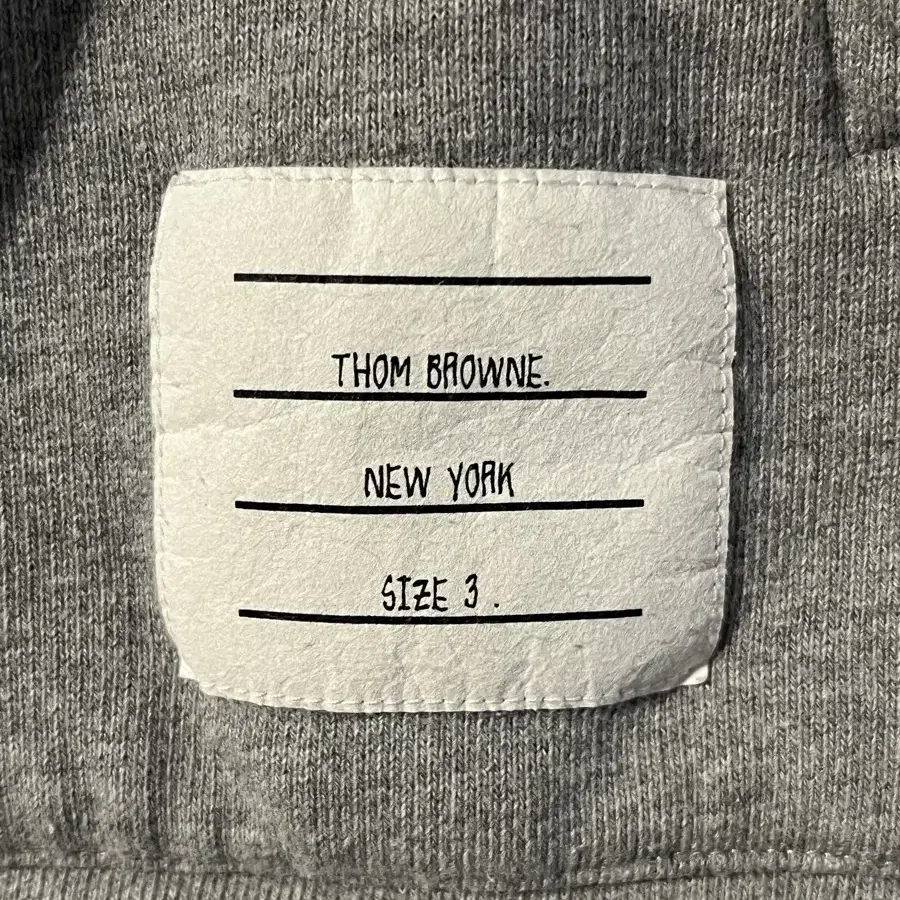 THOM BROWNE.
NEW YORK
SIZE 3 .